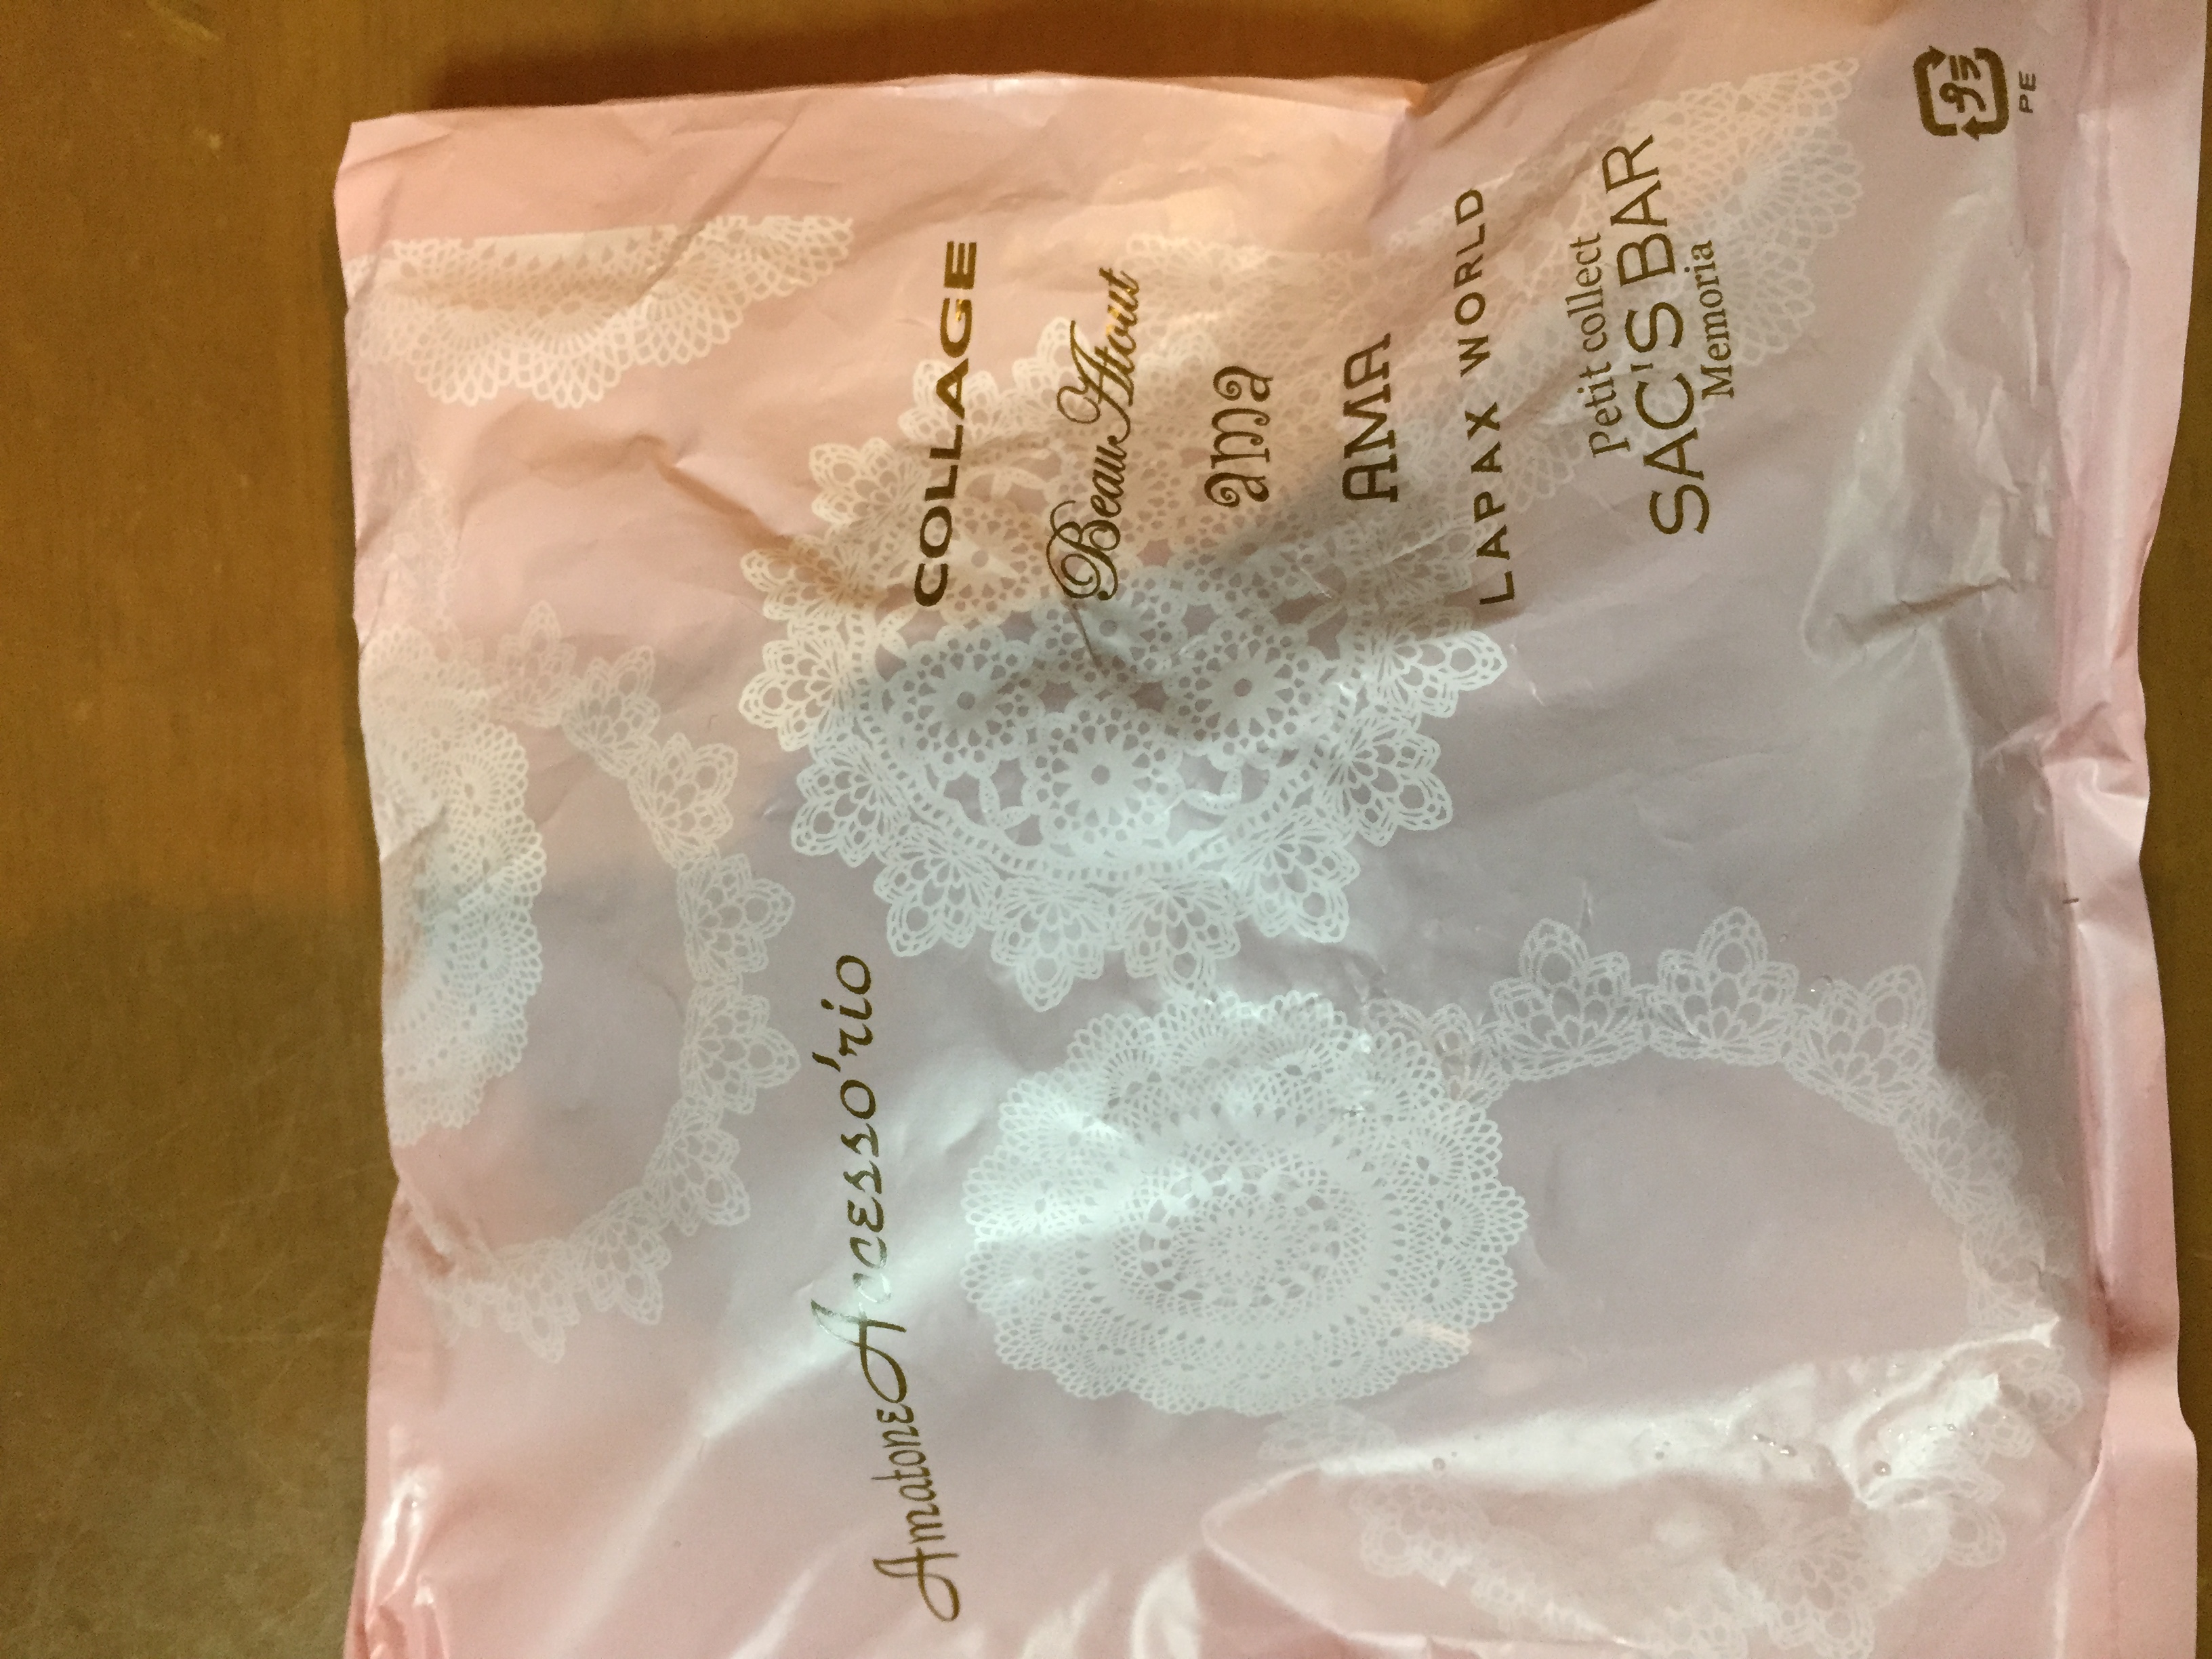 COLLAGE
Beau Atout
ama
AMA
LAPAX WORLD
Petit collect
SAC'S BAR
Memoria
Amatone Accesso'rio
プラ
PE